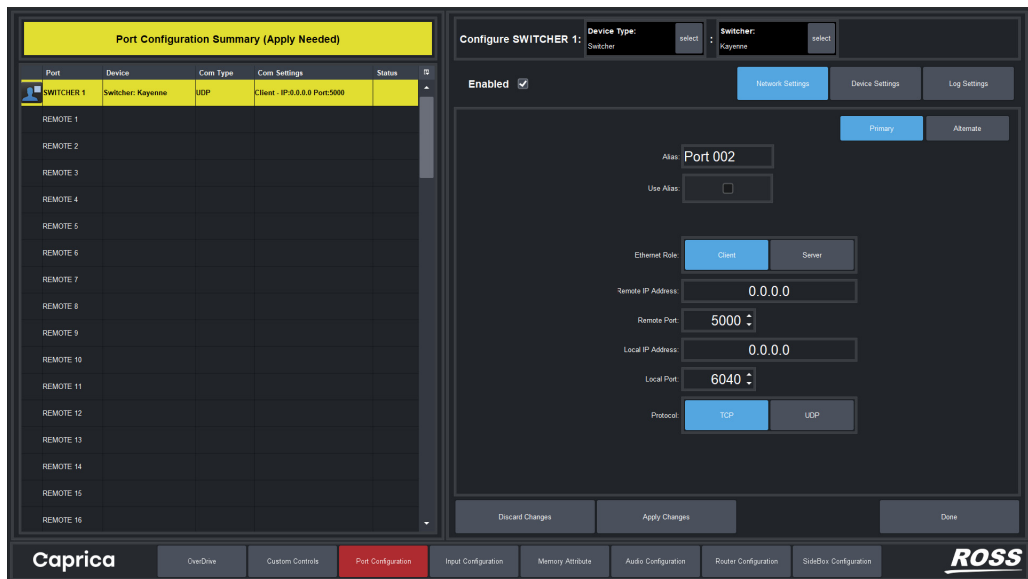 Port Configuration Summary (Apply Needed)
Port Device Com Type Com Settings Status
SWITCHER 1 Switcher: Kayenne UDP Client - IP:0.0.0.0 Port:5000
REMOTE 1
REMOTE 2
REMOTE 3
REMOTE 4
REMOTE 5
REMOTE 6
REMOTE 7
REMOTE 8
REMOTE 9
REMOTE 10
REMOTE 11
REMOTE 12
REMOTE 13
REMOTE 14
REMOTE 15
REMOTE 16
Configure SWITCHER 1: Device Type: Switcher select : Switcher: Kayenne select
Enabled Network Settings Device Settings Log Settings
Primary Alternate
Alias: Port 002
Use Alias:
Ethernet Role: Client Server
Remote IP Address: 0.0.0.0
Remote Port: 5000
Local IP Address: 0.0.0.0
Local Port: 6040
Protocol: TCP UDP
Discard Changes Apply Changes Done
Caprica OverDrive Custom Controls Port Configuration Input Configuration Memory Attribute Audio Configuration Router Configuration SideBox Configuration ROSS